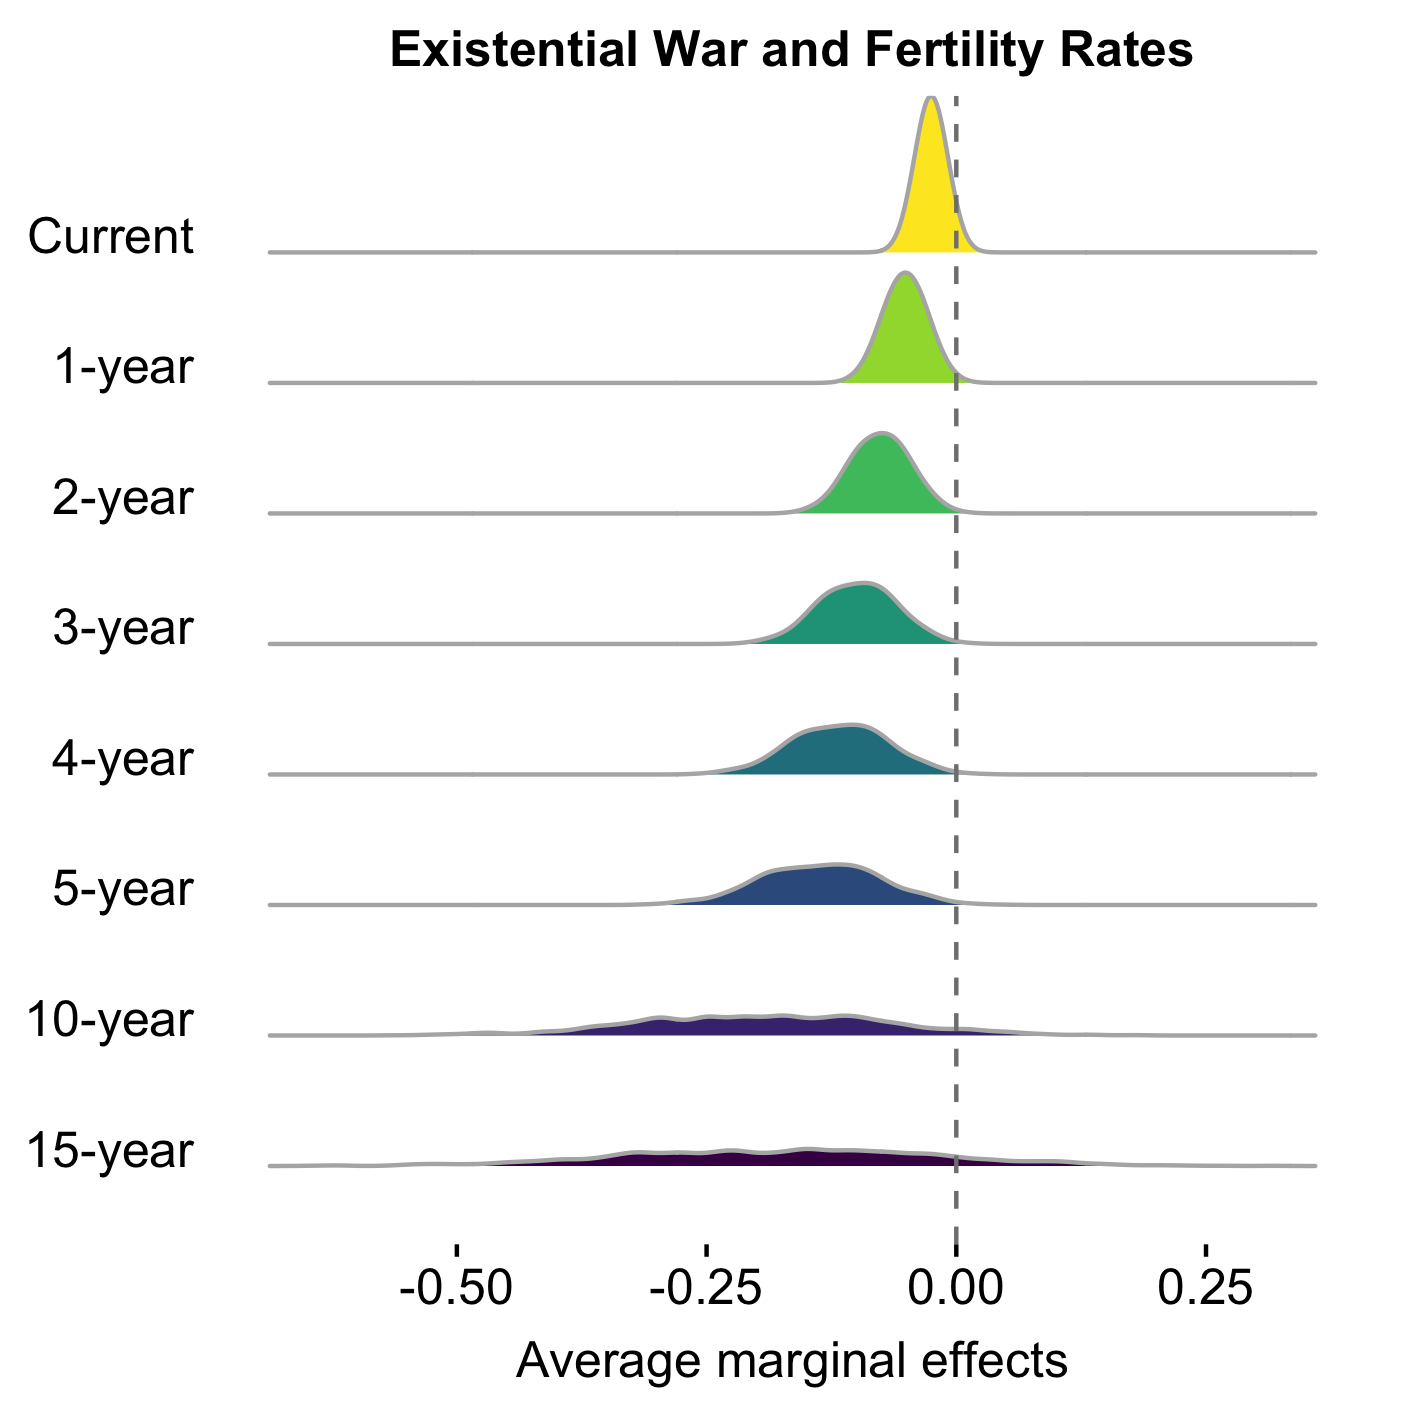 Existential War and Fertility Rates
Current
1-year
2-year
3-year
4-year
5-year
10-year
15-year
-0.50 -0.25 0.00 0.25
Average marginal effects